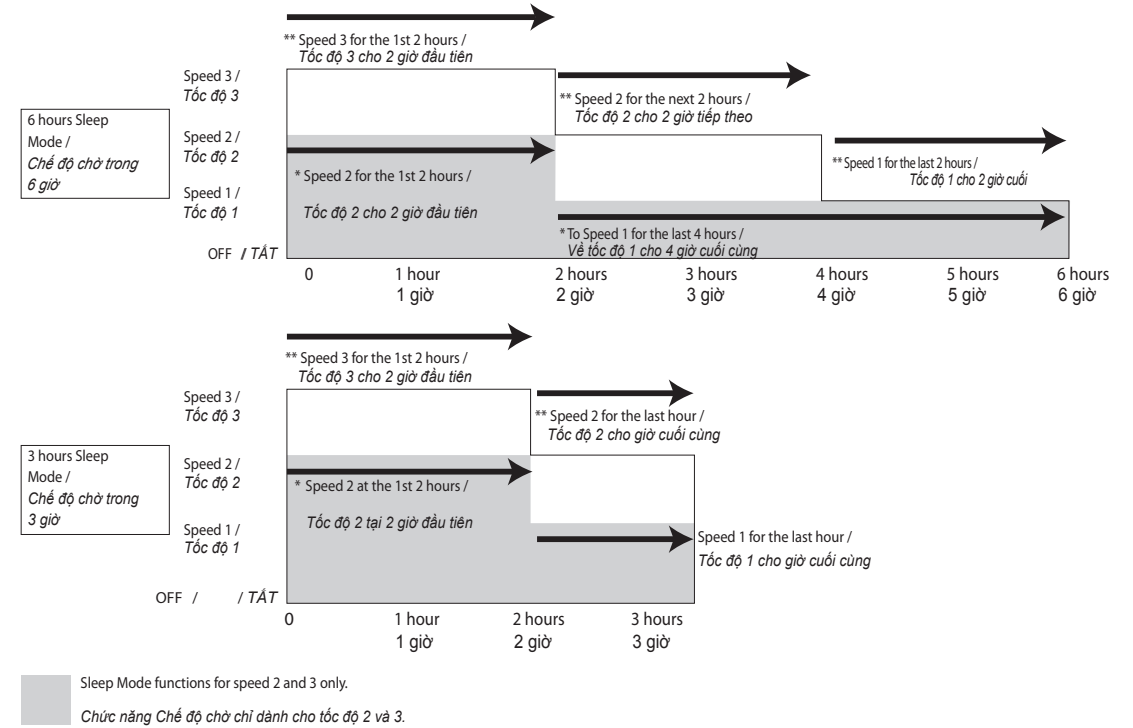 ** Speed 3 for the 1st 2 hours /
Tốc độ 3 cho 2 giờ đầu tiên
Speed 3 /
Tốc độ 3
** Speed 2 for the next 2 hours /
Tốc độ 2 cho 2 giờ tiếp theo
6 hours Sleep
Mode /
Chế độ chờ trong
6 giờ
Speed 2 /
Tốc độ 2
** Speed 1 for the last 2 hours /
Tốc độ 1 cho 2 giờ cuối
* Speed 2 for the 1st 2 hours /
Tốc độ 2 cho 2 giờ đầu tiên
Speed 1 /
Tốc độ 1
* To Speed 1 for the last 4 hours /
Về tốc độ 1 cho 4 giờ cuối cùng
OFF / TẮT
0 1 hour 2 hours 3 hours 4 hours 5 hours 6 hours
1 giờ 2 giờ 3 giờ 4 giờ 5 giờ 6 giờ
** Speed 3 for the 1st 2 hours /
Tốc độ 3 cho 2 giờ đầu tiên
Speed 3 /
Tốc độ 3
** Speed 2 for the last hour /
Tốc độ 2 cho giờ cuối cùng
3 hours Sleep
Mode /
Chế độ chờ trong
3 giờ
Speed 2 /
Tốc độ 2
* Speed 2 at the 1st 2 hours /
Tốc độ 2 tại 2 giờ đầu tiên
Speed 1 /
Tốc độ 1
Speed 1 for the last hour /
Tốc độ 1 cho giờ cuối cùng
OFF / / TẮT
0 1 hour 2 hours 3 hours
1 giờ 2 giờ 3 giờ
Sleep Mode functions for speed 2 and 3 only.
Chức năng Chế độ chờ chỉ dành cho tốc độ 2 và 3.